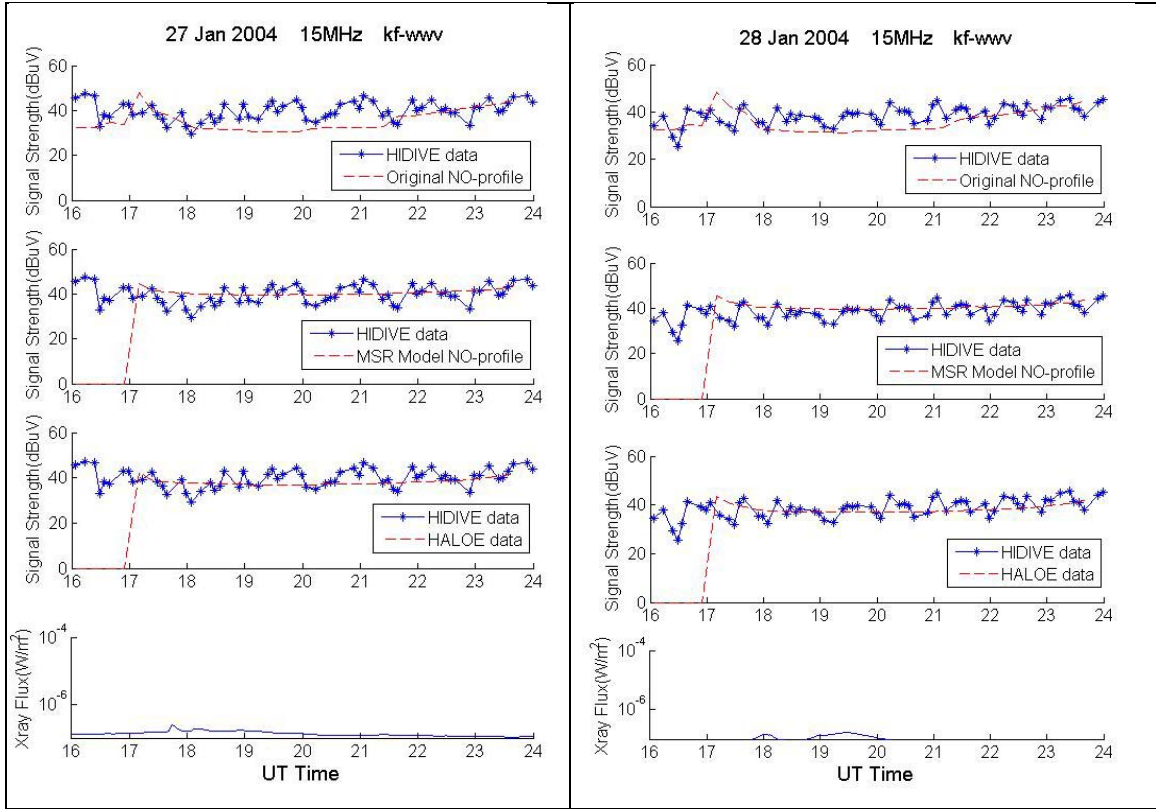 27 Jan 2004 15MHz kf-wwv
Signal Strength(dBuV)
60
40
20
0
HIDIVE data
Original NO-profile
16 17 18 19 20 21 22 23 24
Signal Strength(dBuV)
60
40
20
0
HIDIVE data
MSR Model NO-profile
16 17 18 19 20 21 22 23 24
Signal Strength(dBuV)
60
40
20
0
HIDIVE data
HALOE data
16 17 18 19 20 21 22 23 24
Xray Flux(W/m²)
10⁻⁴
10⁻⁶
16 17 18 19 20 21 22 23 24
UT Time
28 Jan 2004 15MHz kf-wwv
Signal Strength(dBuV)
60
40
20
0
HIDIVE data
Original NO-profile
16 17 18 19 20 21 22 23 24
Signal Strength(dBuV)
60
40
20
0
HIDIVE data
MSR Model NO-profile
16 17 18 19 20 21 22 23 24
Signal Strength(dBuV)
60
40
20
0
HIDIVE data
HALOE data
16 17 18 19 20 21 22 23 24
Xray Flux(W/m²)
10⁻⁴
10⁻⁶
16 17 18 19 20 21 22 23 24
UT Time